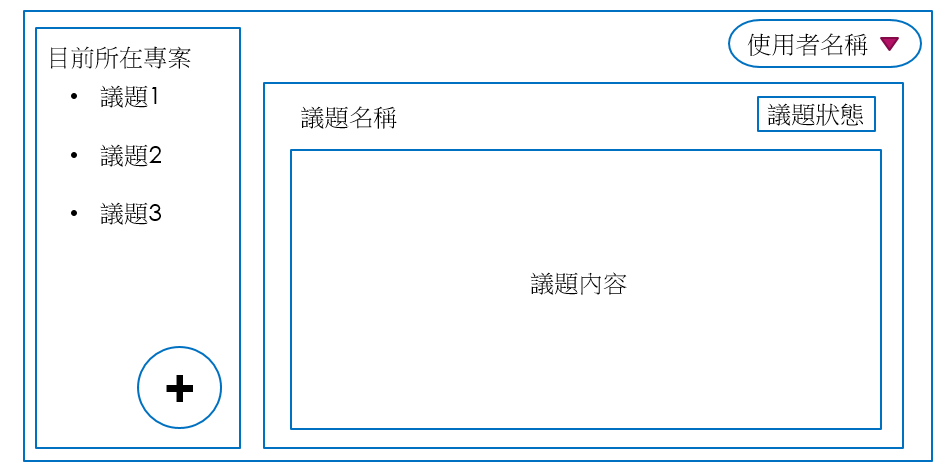 目前所在專案
• 議題1
• 議題2
• 議題3
+
使用者名稱
議題名稱
議題狀態
議題內容